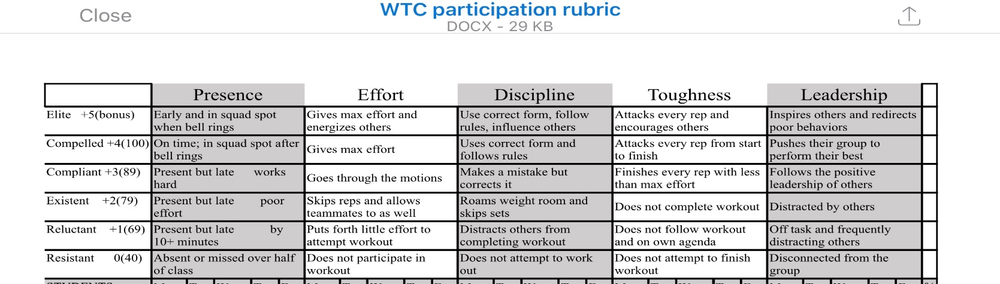 Close
WTC participation rubric
DOCX - 29 KB
Presence Effort Discipline Toughness Leadership
Elite +5(bonus)
Early and in squad spot
when bell rings
Gives max effort and
energizes others
Use correct form, follow
rules, influence others
Attacks every rep and
encourages others
Inspires others and redirects
poor behaviors
Compelled +4(100)
On time; in squad spot after
bell rings
Gives max effort
Uses correct form and
follows rules
Attacks every rep from start
to finish
Pushes their group to
perform their best
Compliant +3(89)
Present but late works
hard
Goes through the motions
Makes a mistake but
corrects it
Finishes every rep with less
than max effort
Follows the positive
leadership of others
Existent +2(79)
Present but late poor
effort
Skips reps and allows
teammates to as well
Roams weight room and
skips sets
Does not complete workout
Distracted by others
Reluctant +1(69)
Present but late by
10+ minutes
Puts forth little effort to
attempt workout
Distracts others from
completing workout
Does not follow workout
and on own agenda
Off task and frequently
distracting others
Resistant 0(40)
Absent or missed over half
of class
Does not participate in
workout
Does not attempt to work
out
Does not attempt to finish
workout
Disconnected from the
group